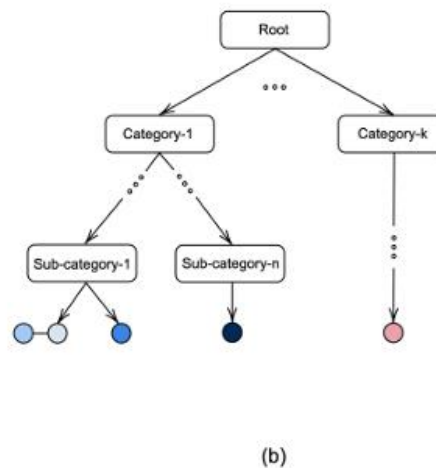 Root
Category-1
Category-k
Sub-category-1
Sub-category-n
(b)